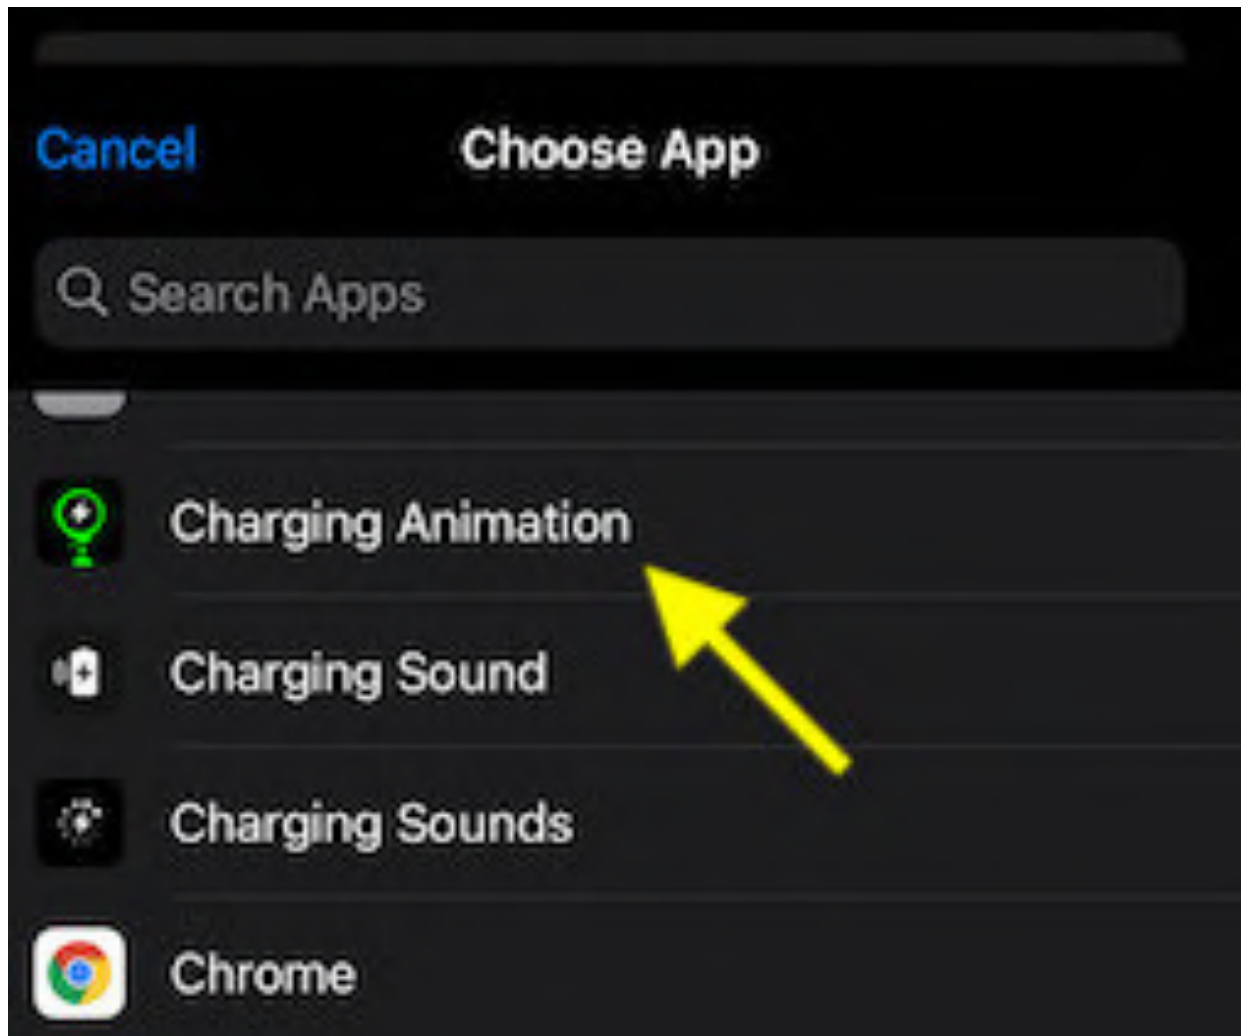 Cancel
Choose App
Search Apps
Charging Animation
Charging Sound
Charging Sounds
Chrome